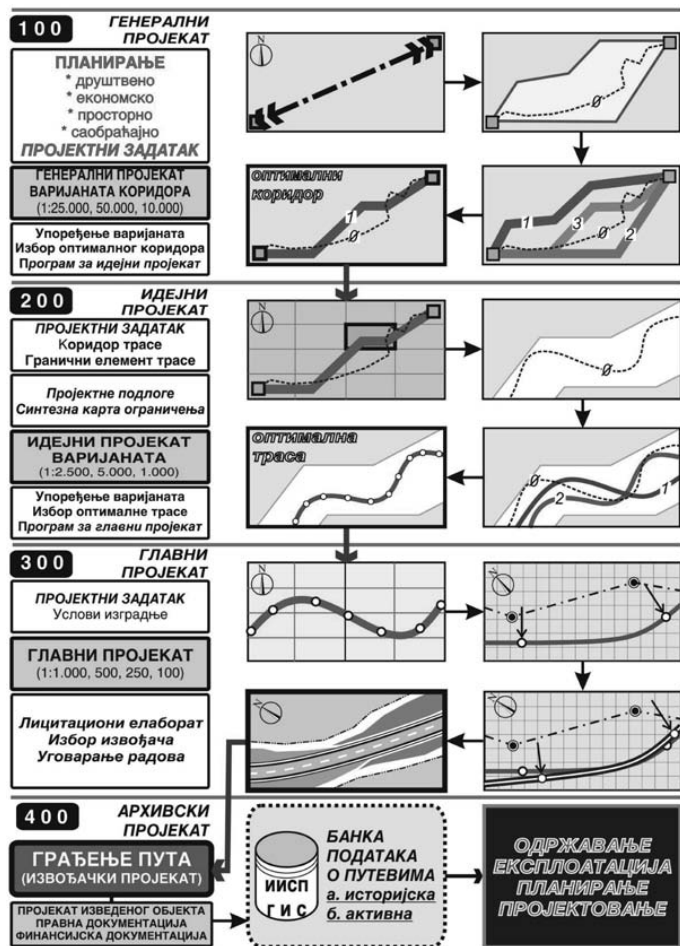 100
ГЕНЕРАЛНИ
ПРОЈЕКАТ
ПЛАНИРАЊЕ
* друштвено
* економско
* просторно
* саобраћајно
ПРОЈЕКТНИ ЗАДАТАК
ГЕНЕРАЛНИ ПРОЈЕКАТ
ВАРИЈАНАТА КОРИДОРА
(1:25.000, 50.000, 10.000)
Упоређење варијаната
Избор оптималног коридора
Програм за идејни пројекат
N
Ø
оптимални
коридор
1
Ø
1
3
Ø
2
200
ИДЕЈНИ
ПРОЈЕКАТ
ПРОЈЕКТНИ ЗАДАТАК
Коридор трасе
Гранични елемент трасе
Пројектне подлоге
Синтезна карта ограничења
ИДЕЈНИ ПРОЈЕКАТ
ВАРИЈАНАТА
(1:2.500, 5.000, 1.000)
Упоређење варијаната
Избор оптималне трасе
Програм за главни пројекат
N
Ø
оптимална
траса
Ø
2
1
300
ГЛАВНИ
ПРОЈЕКАТ
ПРОЈЕКТНИ ЗАДАТАК
Услови изградње
ГЛАВНИ ПРОЈЕКАТ
(1:1.000, 500, 250, 100)
Лицитациони елаборат
Избор извођача
Уговарање радова
N
N
N
N
400
АРХИВСКИ
ПРОЈЕКАТ
ГРАЂЕЊЕ ПУТА
(ИЗВОЂАЧКИ ПРОЈЕКАТ)
ПРОЈЕКАТ ИЗВЕДЕНОГ ОБЈЕКТА
ПРАВНА ДОКУМЕНТАЦИЈА
ФИНАНСИЈСКА ДОКУМЕНТАЦИЈА
ИИСП
ГИС
БАНКА
ПОДАТАКА
О ПУТЕВИМА
а. историјска
б. активна
ОДРЖАВАЊЕ
ЕКСПЛОАТАЦИЈА
ПЛАНИРАЊЕ
ПРОЈЕКТОВАЊЕ